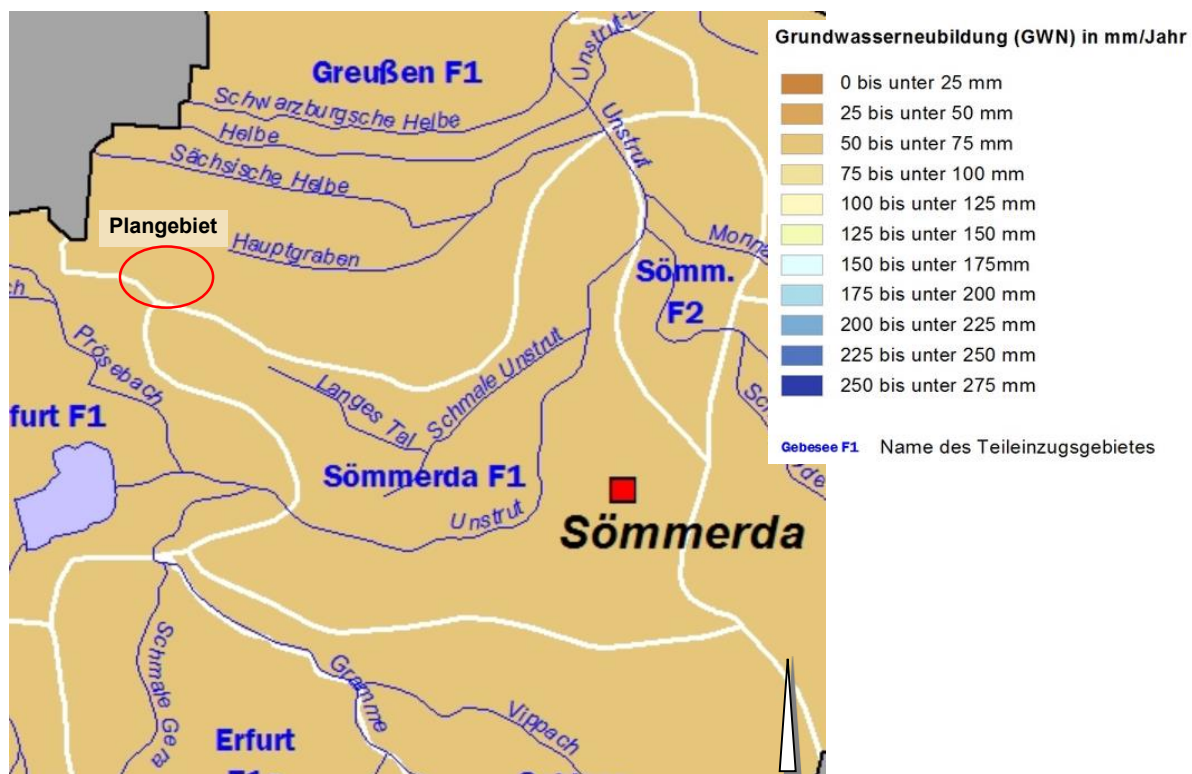 Greußen F1
Unstrut-L
Schwarzburgsche Helbe
Helbe
Sächsische Helbe
Unstrut
Plangebiet
Hauptgraben
Monna
Sömm.
F2
ch
Prösebach
Langes Tal
Schmale Unstrut
furt F1
Sömmerda F1
Unstrut
Sömmerda
Schmale Gera
Gramme
Vippach
Erfurt
F1
Grundwasserneubildung (GWN) in mm/Jahr
0 bis unter 25 mm
25 bis unter 50 mm
50 bis unter 75 mm
75 bis unter 100 mm
100 bis unter 125 mm
125 bis unter 150 mm
150 bis unter 175mm
175 bis unter 200 mm
200 bis unter 225 mm
225 bis unter 250 mm
250 bis unter 275 mm
Gebesee F1 Name des Teileinzugsgebietes